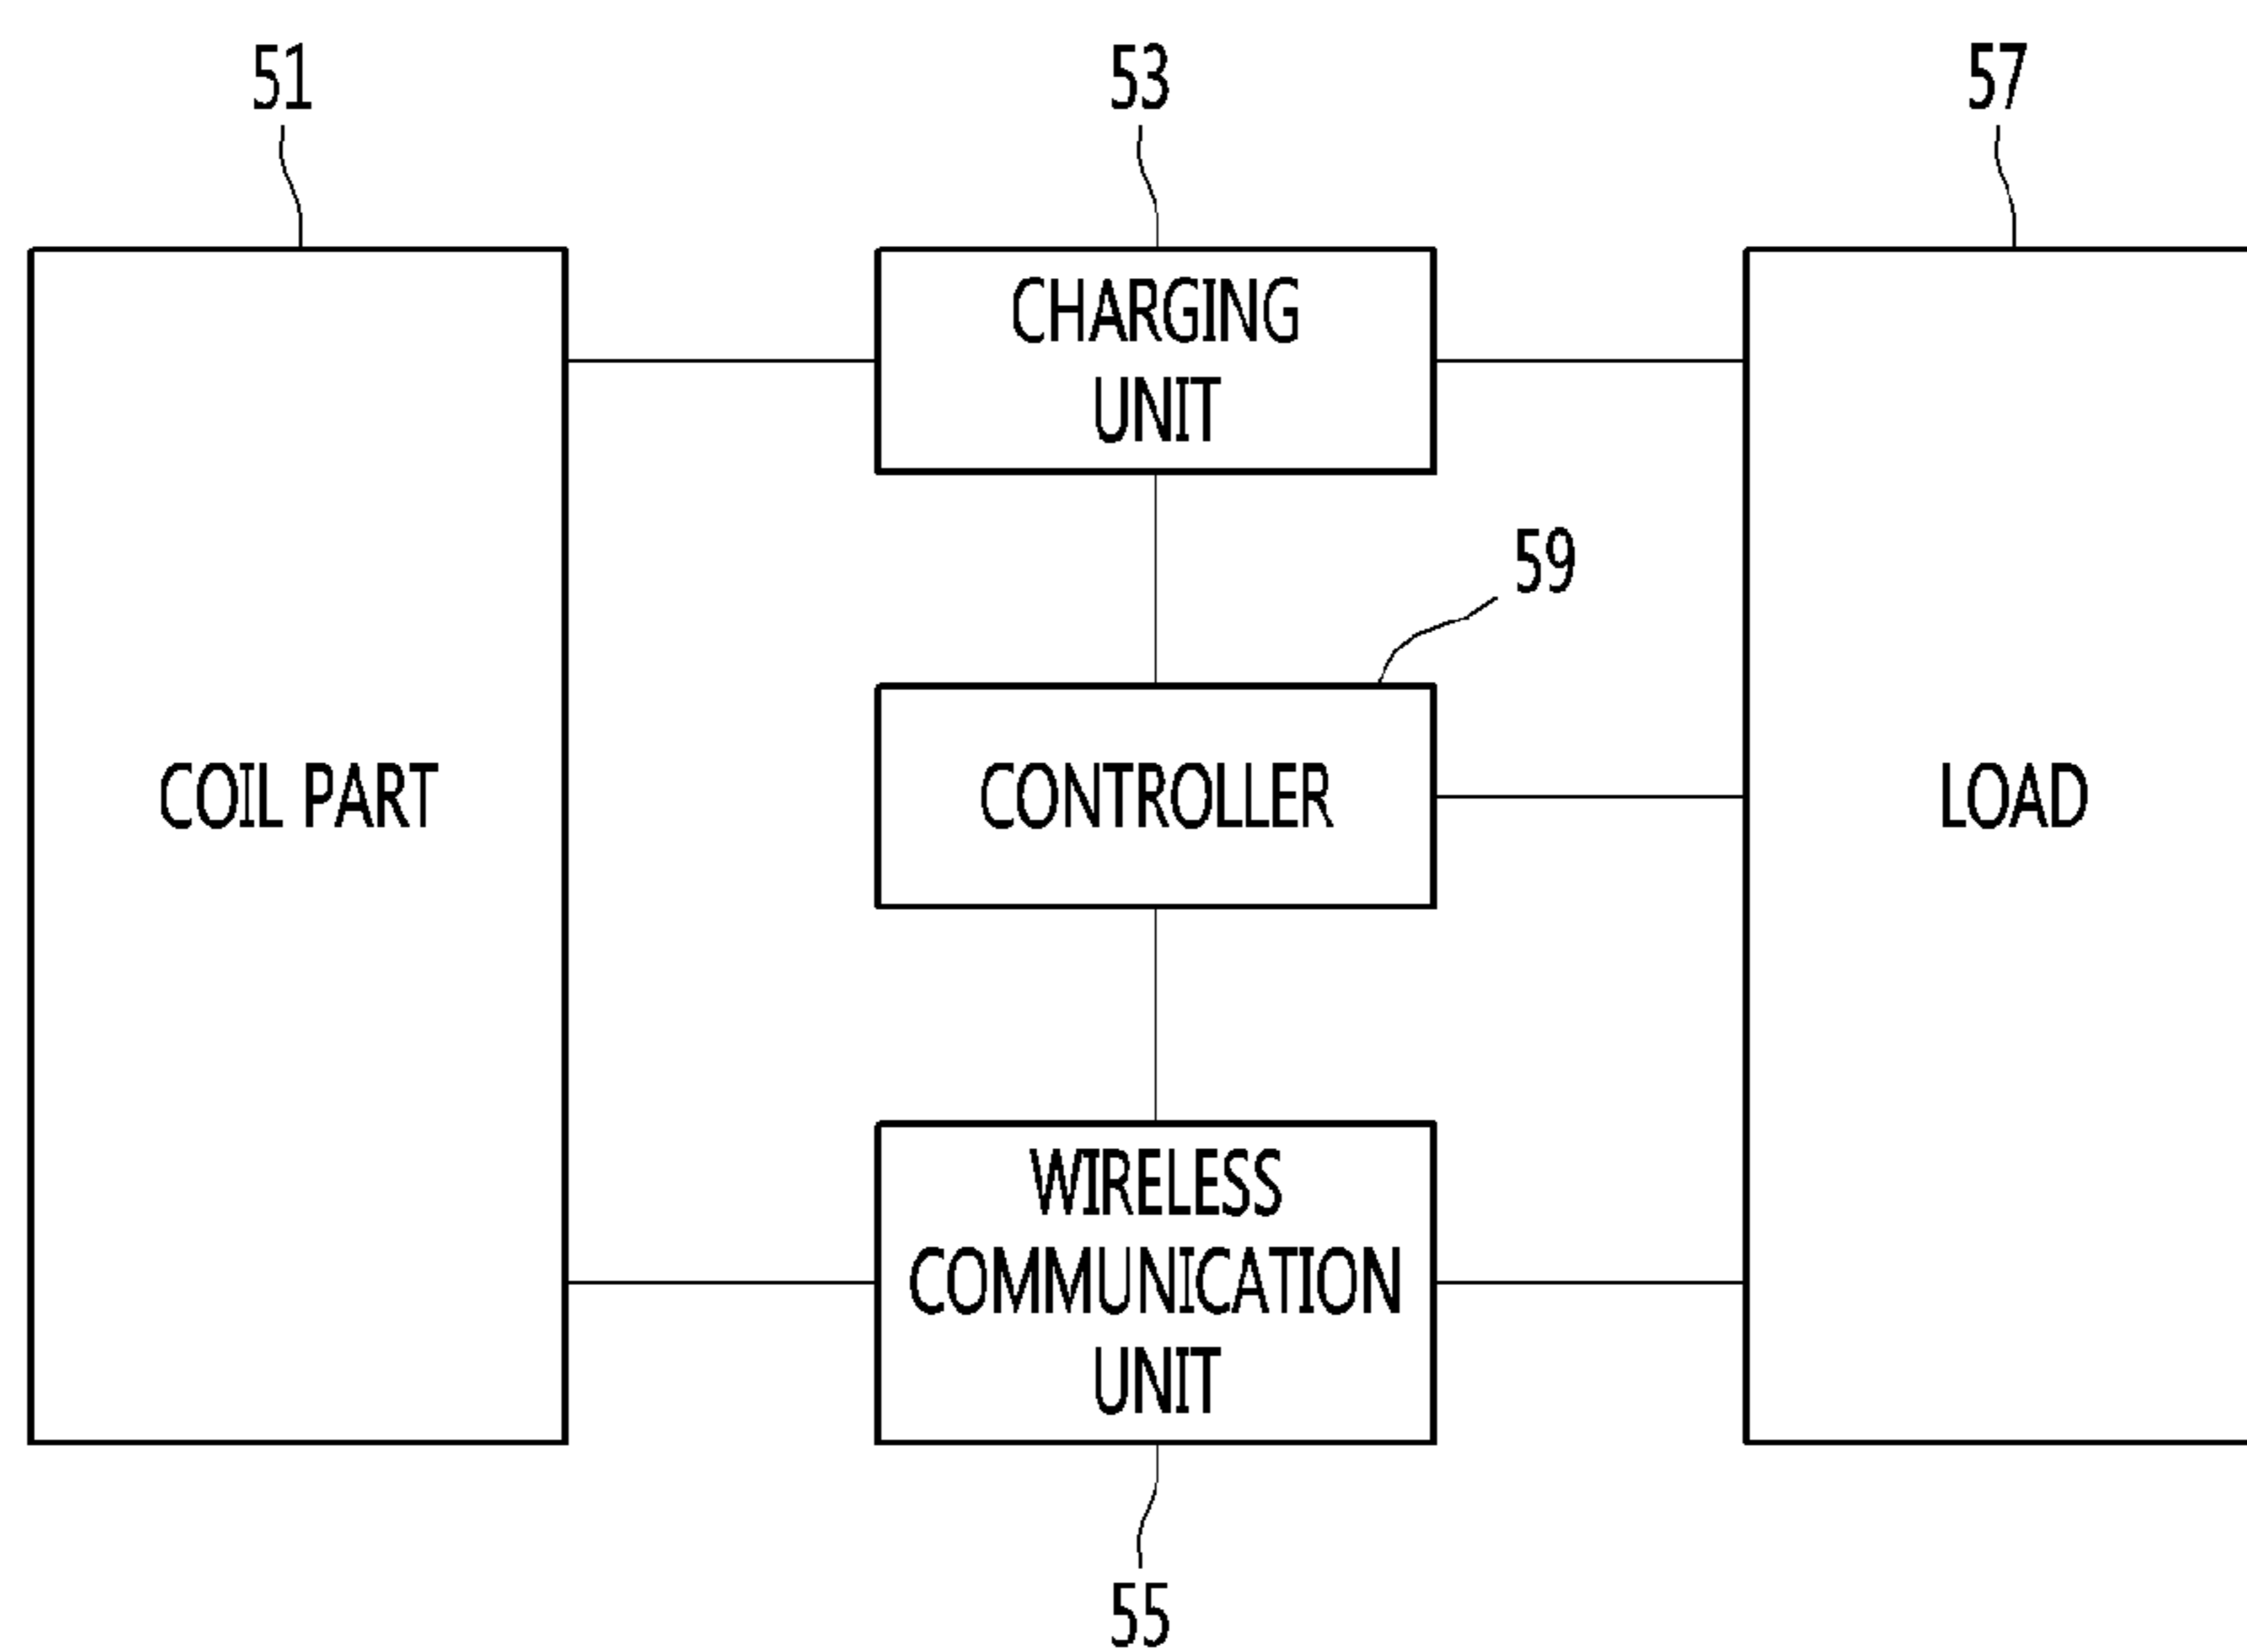 51
53
57
CHARGING
UNIT
59
COIL PART
CONTROLLER
LOAD
WIRELESS
COMMUNICATION
UNIT
55